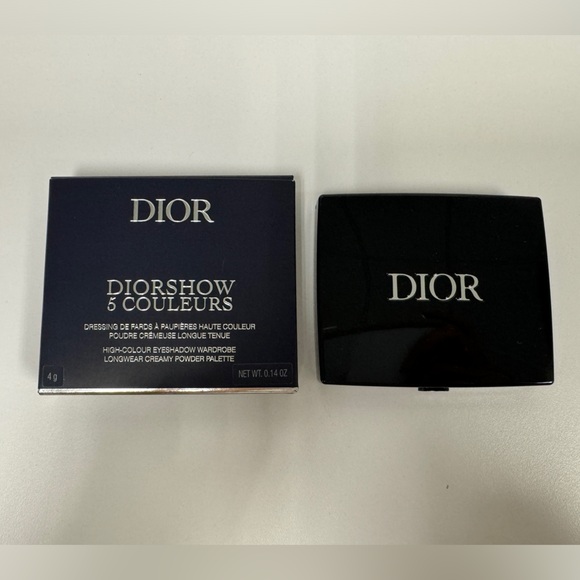 DIOR
DIORSHOW
5 COULEURS
DRESSING DE FARDS À PAUPIÈRES HAUTE COULEUR
POUDRE CRÉMEUSE LONGUE TENUE
HIGH-COLOUR EYESHADOW WARDROBE
LONGWEAR CREAMY POWDER PALETTE
4 g
NET WT. 0.14 OZ
DIOR